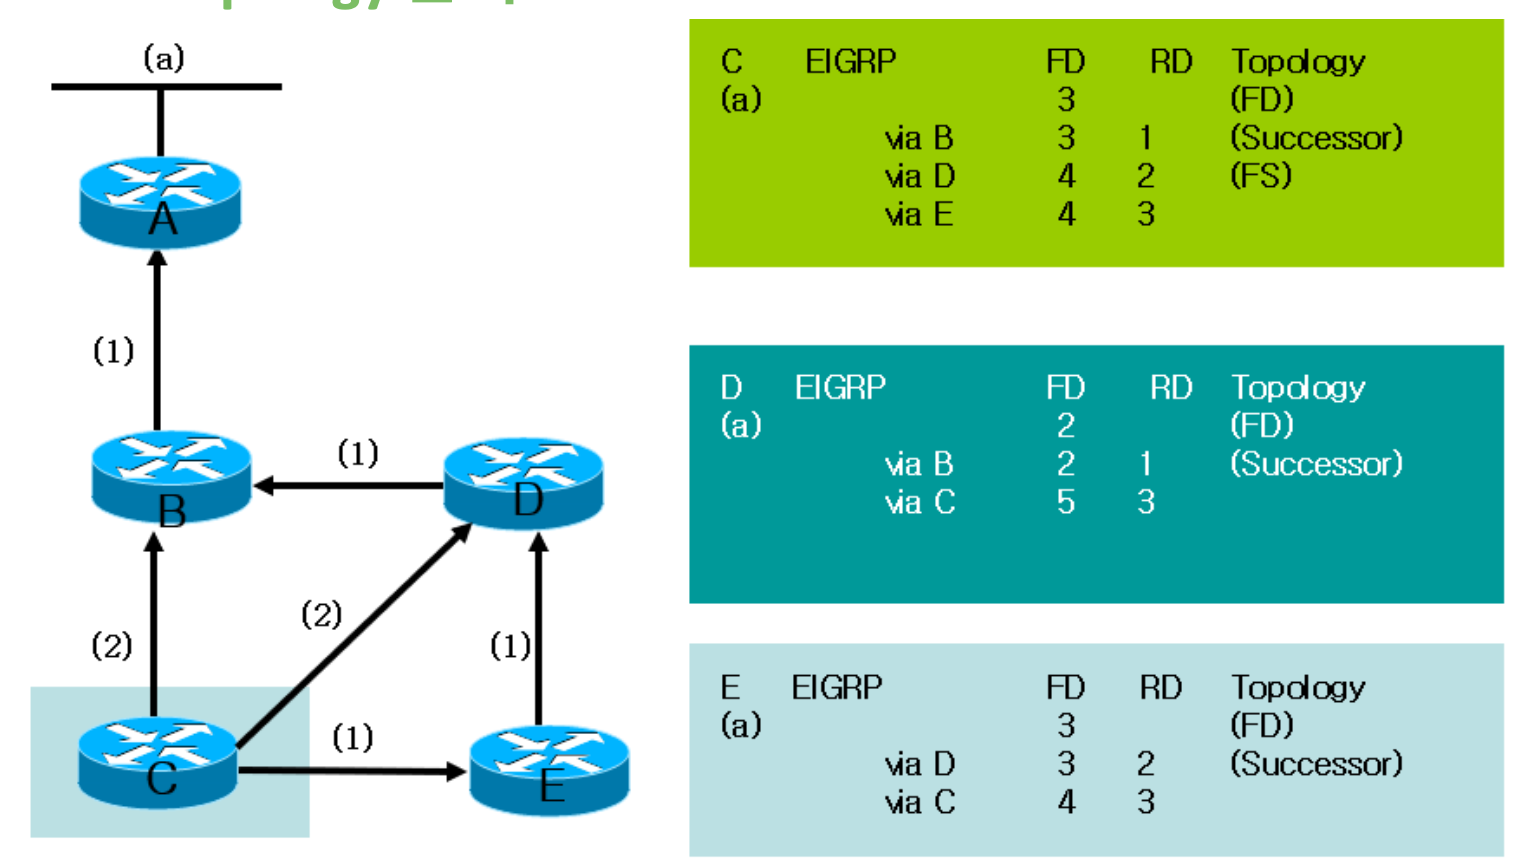 (a)
A
(1)
B
(1)
D
(2)
(2)
(1)
C
(1)
E
C EIGRP FD RD Topology
(a) 3 (FD)
via B 3 1 (Successor)
via D 4 2 (FS)
via E 4 3
D EIGRP FD RD Topology
(a) 2 (FD)
via B 2 1 (Successor)
via C 5 3
E EIGRP FD RD Topology
(a) 3 (FD)
via D 3 2 (Successor)
via C 4 3